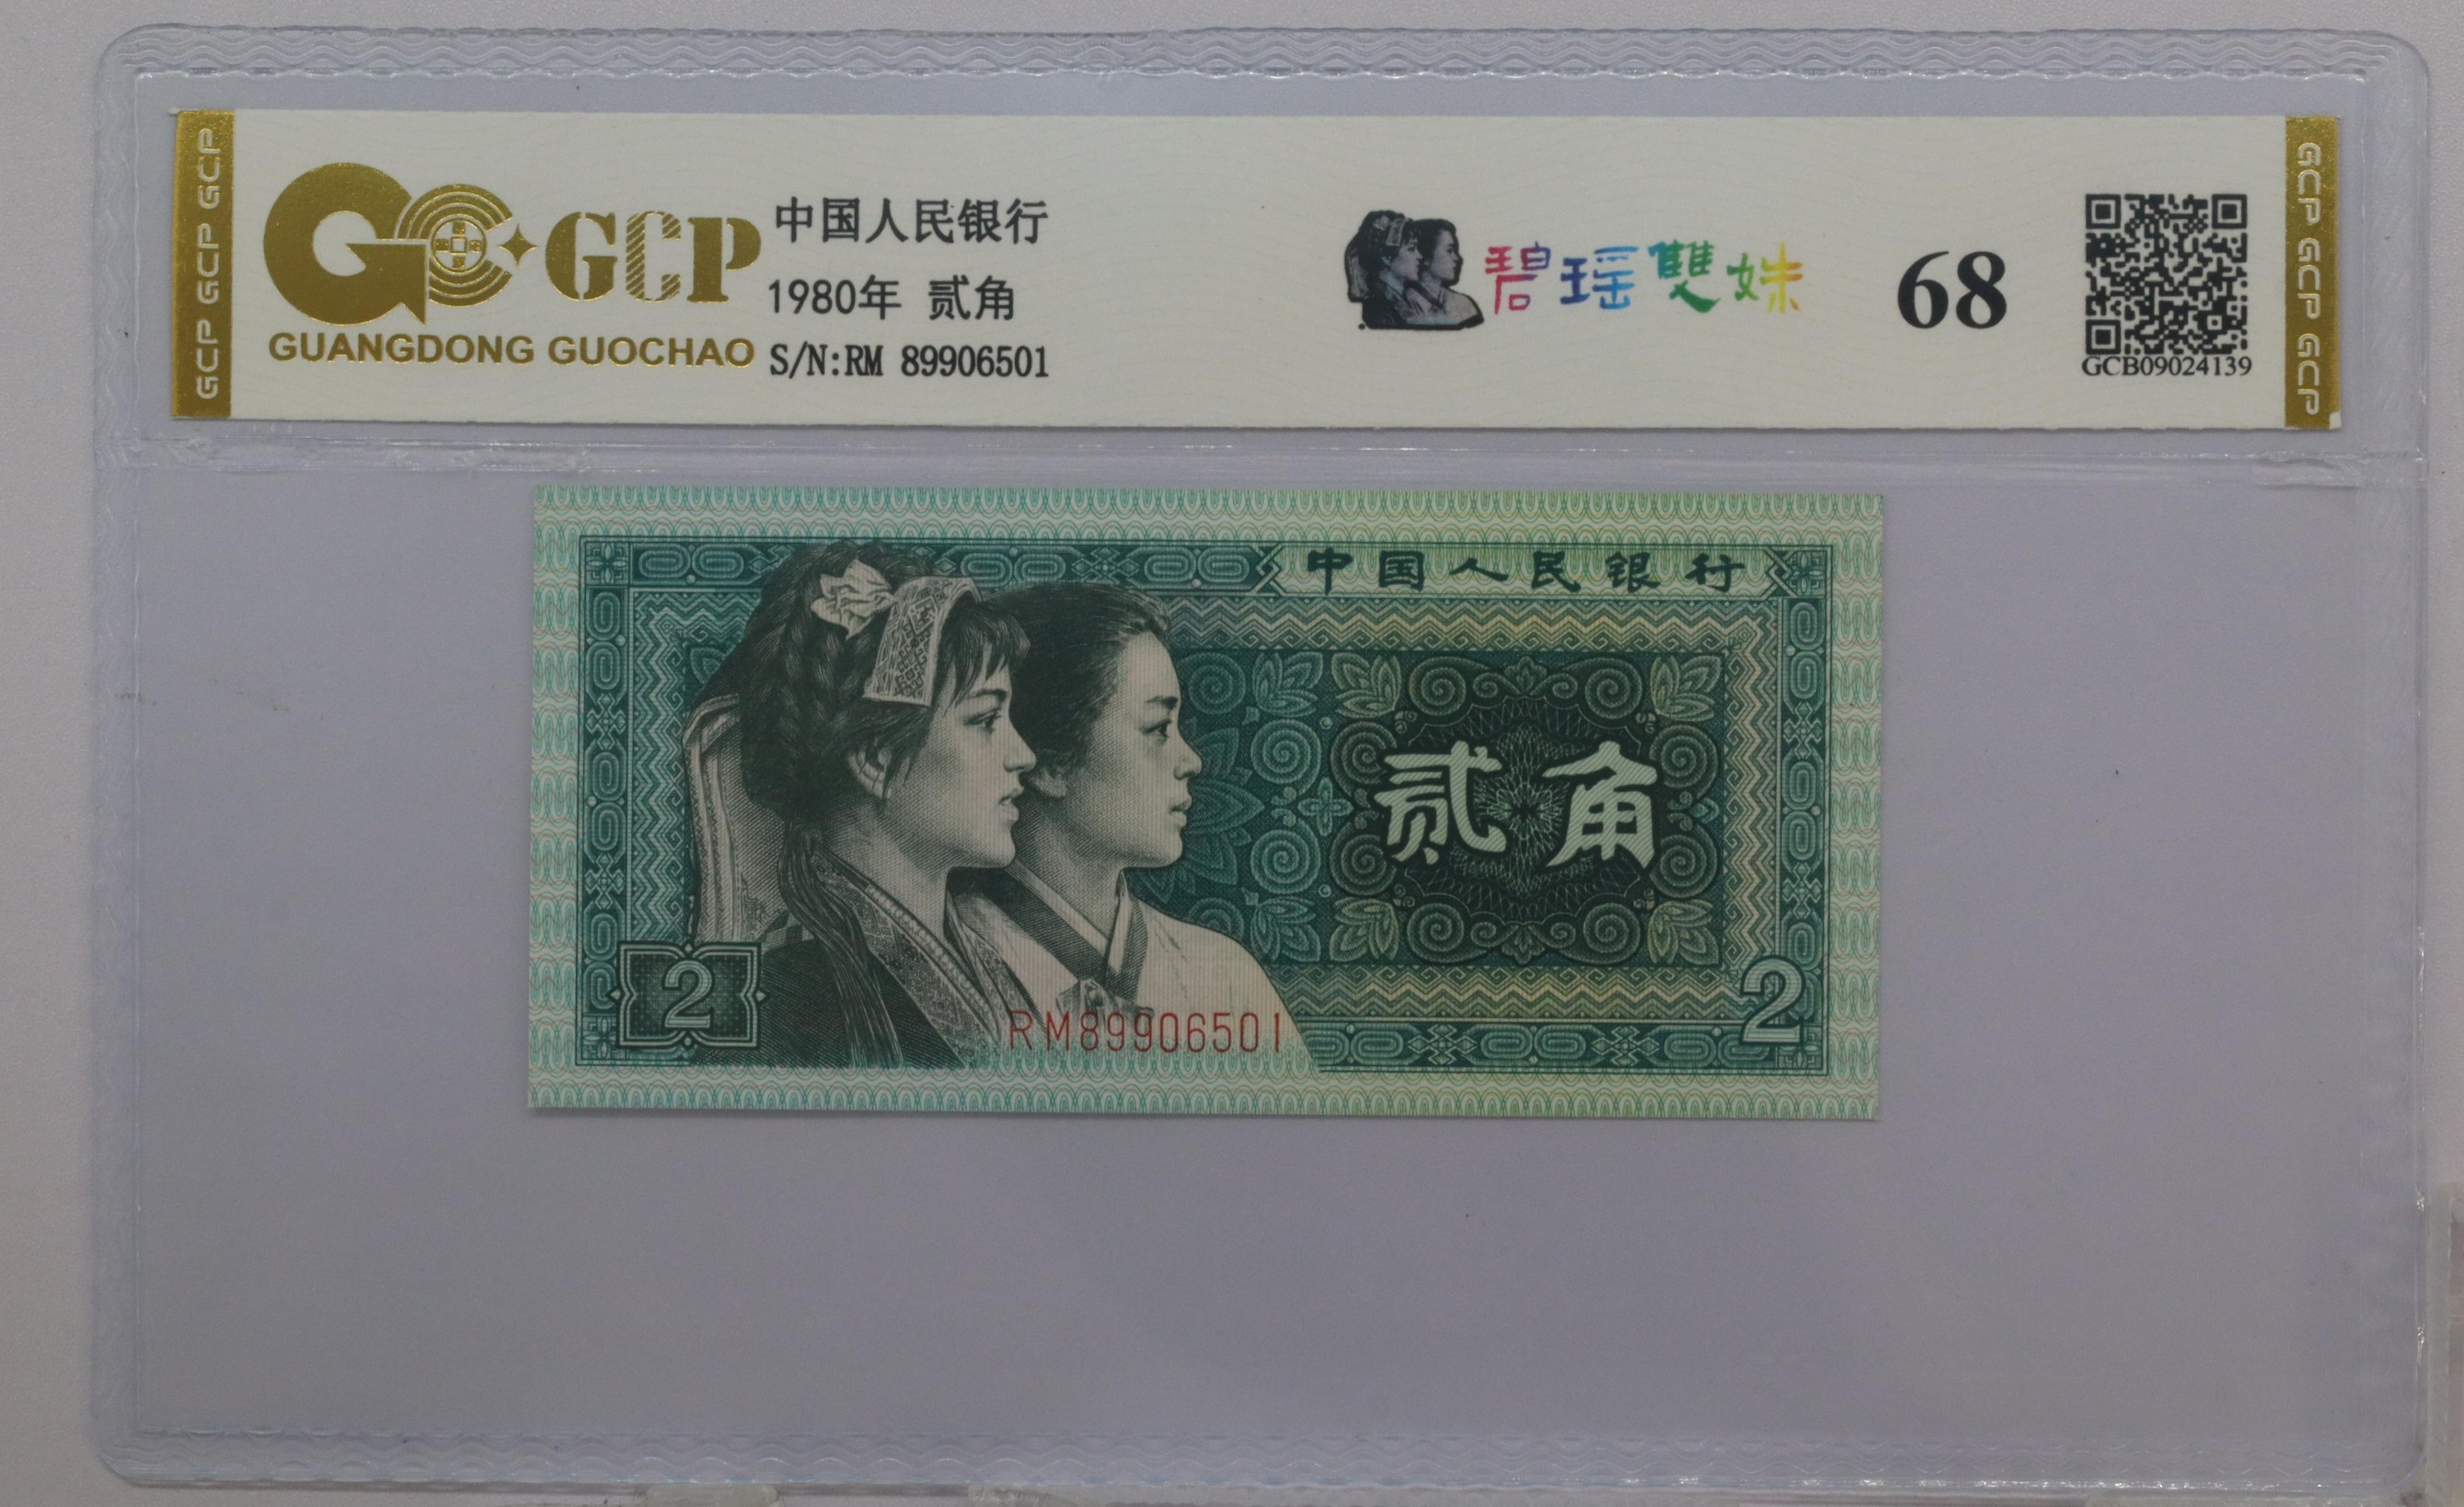 GCP GCP GCP
GCP
GUANGDONG GUOCHAO
中国人民银行
1980年 贰角
S/N:RM 89906501
碧瑶雙妹
68
GCB09024139
GCP GCP GCP
中国人民银行
贰角
2
RM89906501
2